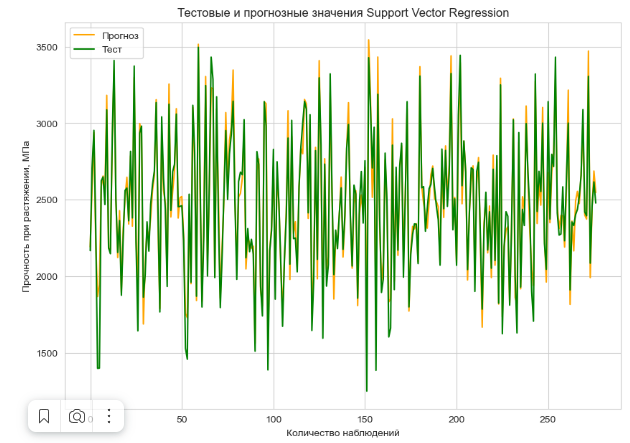 Тестовые и прогнозные значения Support Vector Regression
Прогноз
Тест
3500
3000
2500
2000
1500
Прочность при растяжении, МПа
0
50
100
150
200
250
Количество наблюдений